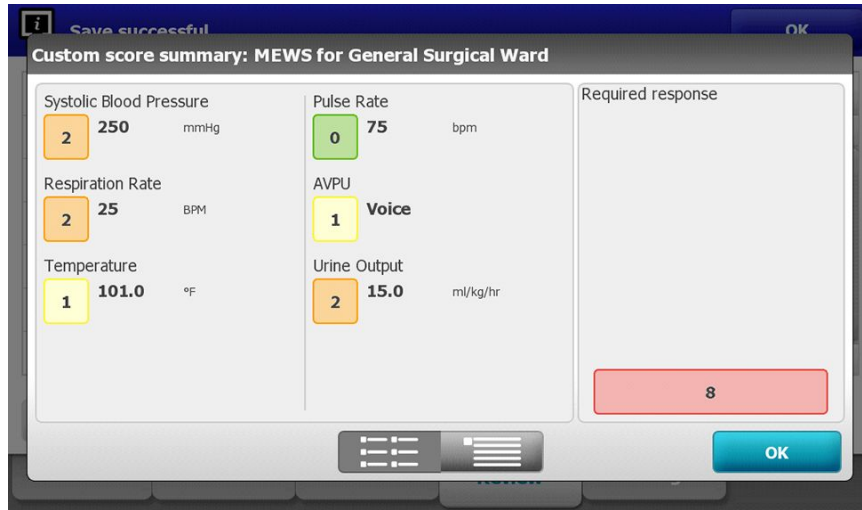 Save successful
OK
Custom score summary: MEWS for General Surgical Ward
Systolic Blood Pressure
2 250 mmHg
Respiration Rate
2 25 BPM
Temperature
1 101.0 °F
Pulse Rate
0 75 bpm
AVPU
1 Voice
Urine Output
2 15.0 ml/kg/hr
Required response
8
OK